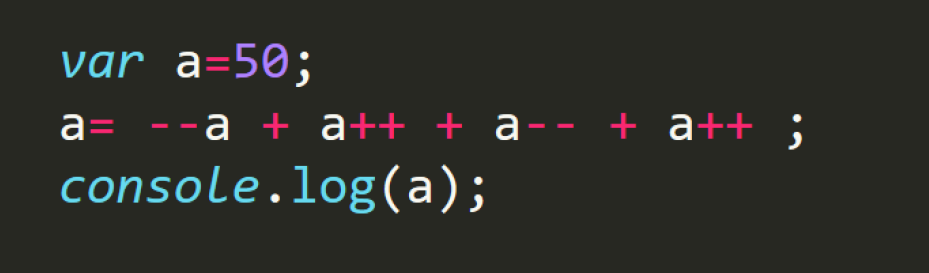 var a=50;
a= --a + a++ + a-- + a++ ;
console.log(a);